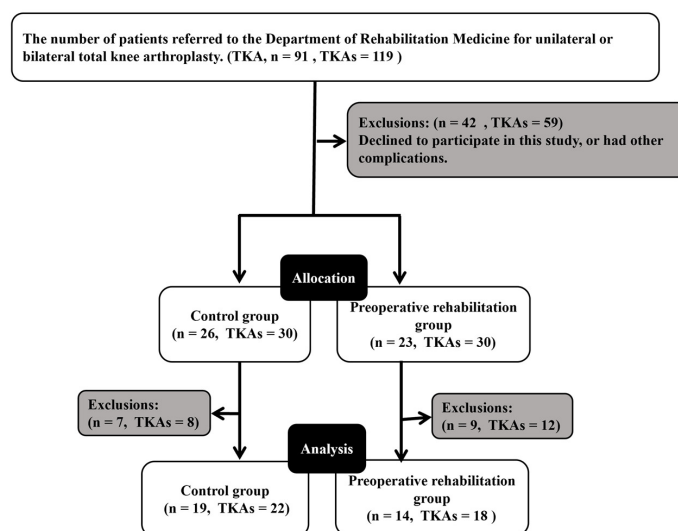 The number of patients referred to the Department of Rehabilitation Medicine for unilateral or
bilateral total knee arthroplasty. (TKA, n = 91 , TKAs = 119 )
Exclusions: (n = 42 , TKAs = 59)
Declined to participate in this study, or had other
complications.
Allocation
Control group
(n = 26, TKAs = 30)
Preoperative rehabilitation
group
(n = 23, TKAs = 30)
Exclusions:
(n = 7, TKAs = 8)
Exclusions:
(n = 9, TKAs = 12)
Analysis
Control group
(n = 19, TKAs = 22)
Preoperative rehabilitation
group
(n = 14, TKAs = 18 )